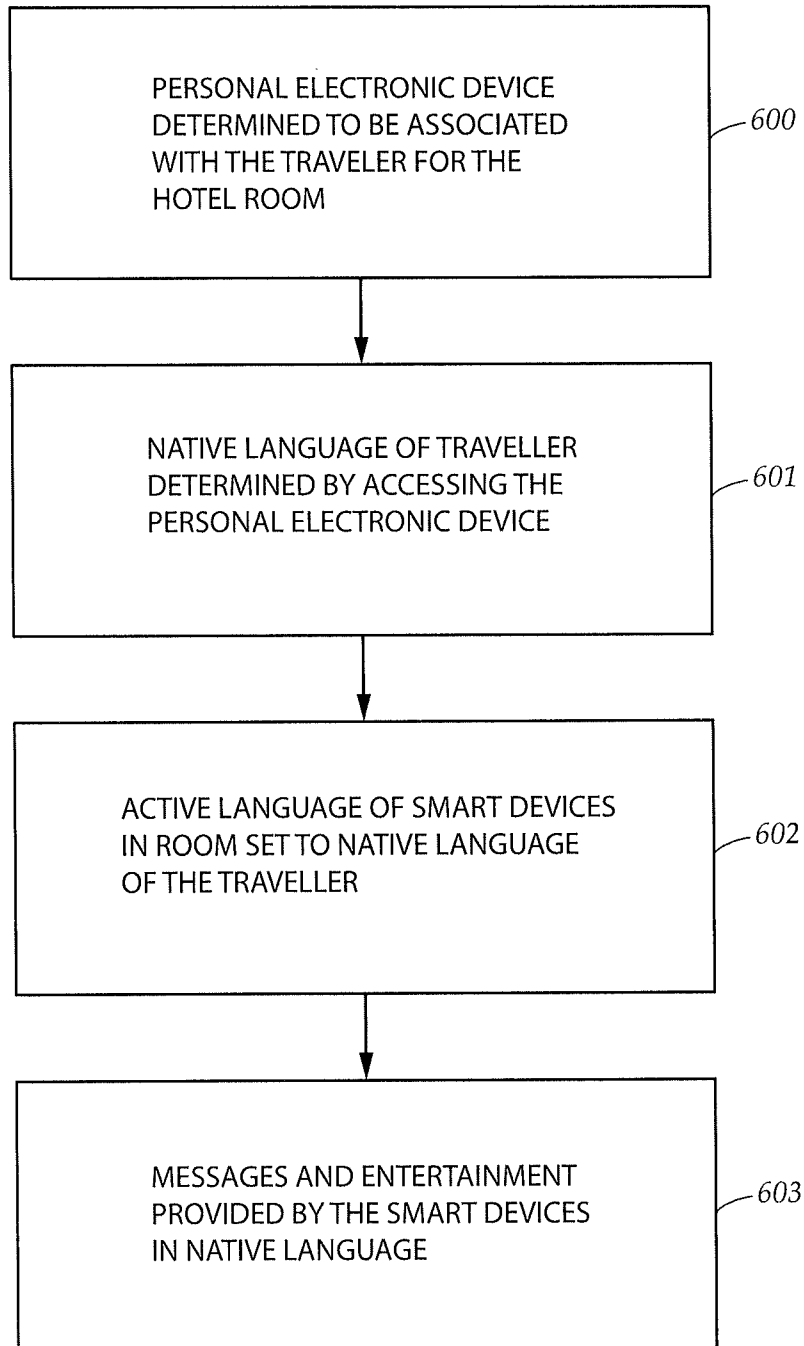 PERSONAL ELECTRONIC DEVICE
DETERMINED TO BE ASSOCIATED
WITH THE TRAVELER FOR THE
HOTEL ROOM
600
NATIVE LANGUAGE OF TRAVELLER
DETERMINED BY ACCESSING THE
PERSONAL ELECTRONIC DEVICE
601
ACTIVE LANGUAGE OF SMART DEVICES
IN ROOM SET TO NATIVE LANGUAGE
OF THE TRAVELLER
602
MESSAGES AND ENTERTAINMENT
PROVIDED BY THE SMART DEVICES
IN NATIVE LANGUAGE
603